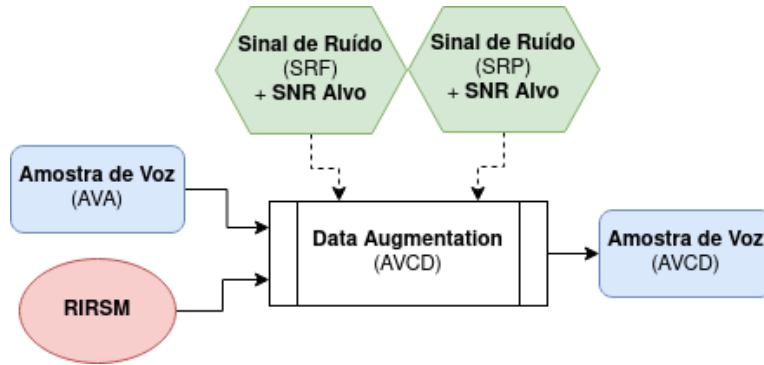 Sinal de Ruído
(SRF)
+ SNR Alvo
Sinal de Ruído
(SRP)
+ SNR Alvo
Amostra de Voz
(AVA)
RIRSM
Data Augmentation
(AVCD)
Amostra de Voz
(AVCD)